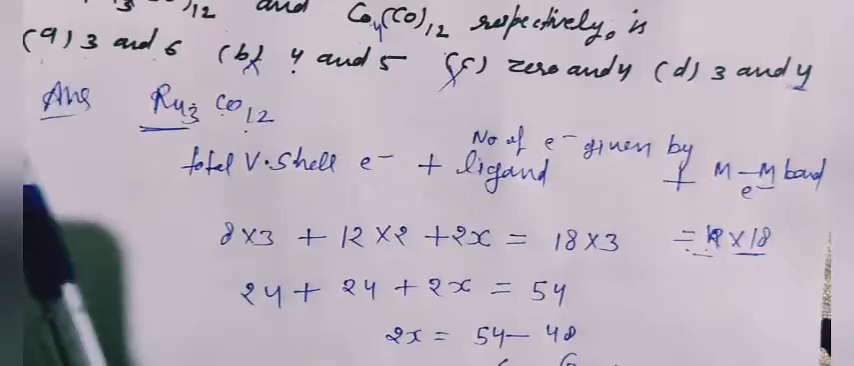 12 and Co4(CO)12 respectively, is
(a) 3 and 6 (b) 4 and 5 (c) zero and 4 (d) 3 and 4
Ans Ru3 CO12
No of e- given by
total V.Shell e- + ligand + M-M bond
e-
8×3 + 12×2 + 2x = 18×3 = ×18
24 + 24 + 2x = 54
2x = 54-48